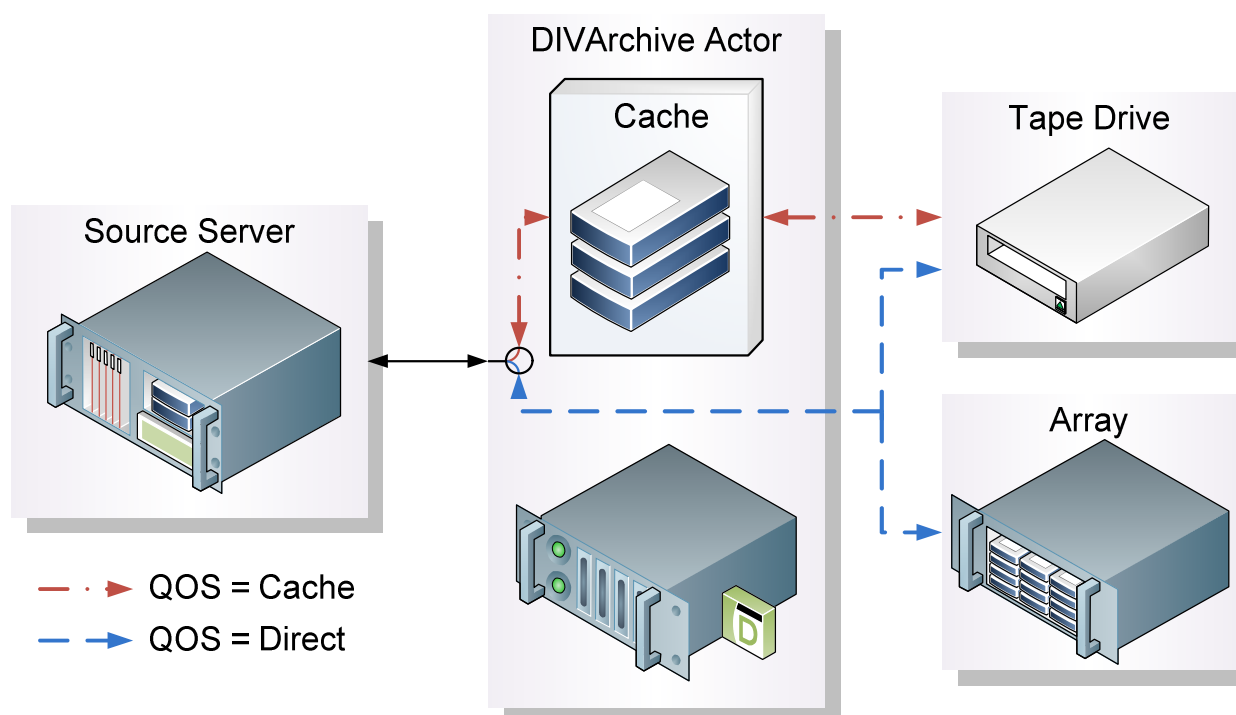 DIVArchive Actor
Cache
Tape Drive
Source Server
Array
QOS = Cache
QOS = Direct
D